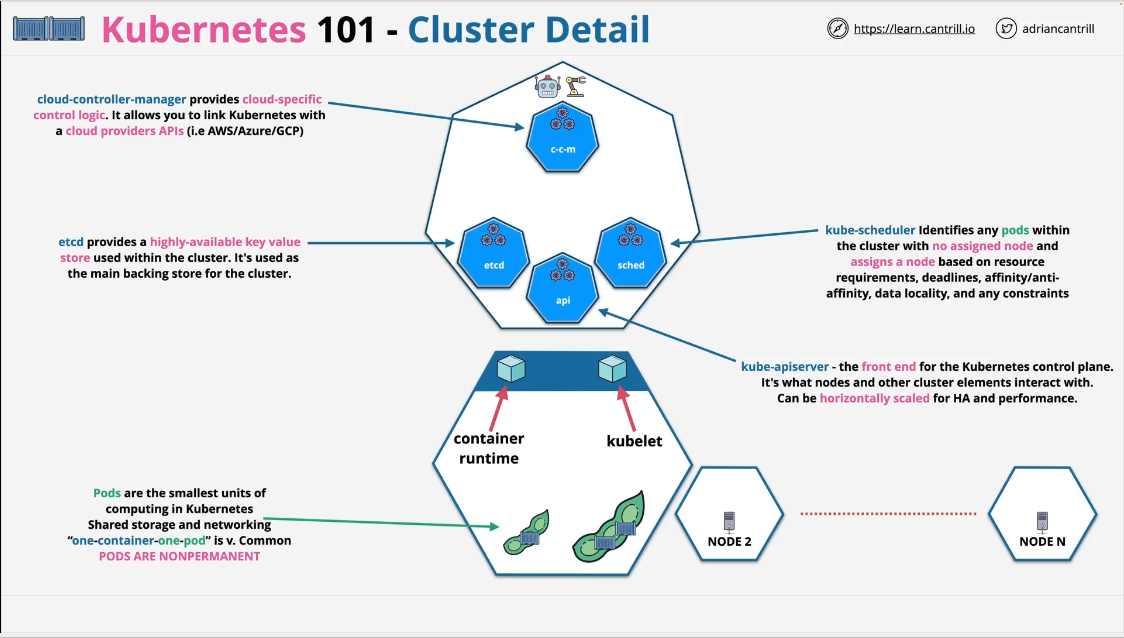 Kubernetes 101 - Cluster Detail
https://learn.cantrill.io
adriancantrill
cloud-controller-manager provides cloud-specific
control logic. It allows you to link Kubernetes with
a cloud providers APIs (i.e AWS/Azure/GCP)
c-c-m
etcd provides a highly-available key value
store used within the cluster. It's used as
the main backing store for the cluster.
etcd
sched
api
kube-scheduler Identifies any pods within
the cluster with no assigned node and
assigns a node based on resource
requirements, deadlines, affinity/anti-
affinity, data locality, and any constraints
kube-apiserver - the front end for the Kubernetes control plane.
It's what nodes and other cluster elements interact with.
Can be horizontally scaled for HA and performance.
container
runtime
kubelet
Pods are the smallest units of
computing in Kubernetes
Shared storage and networking
“one-container-one-pod” is v. Common
PODS ARE NONPERMANENT
NODE 2
NODE N